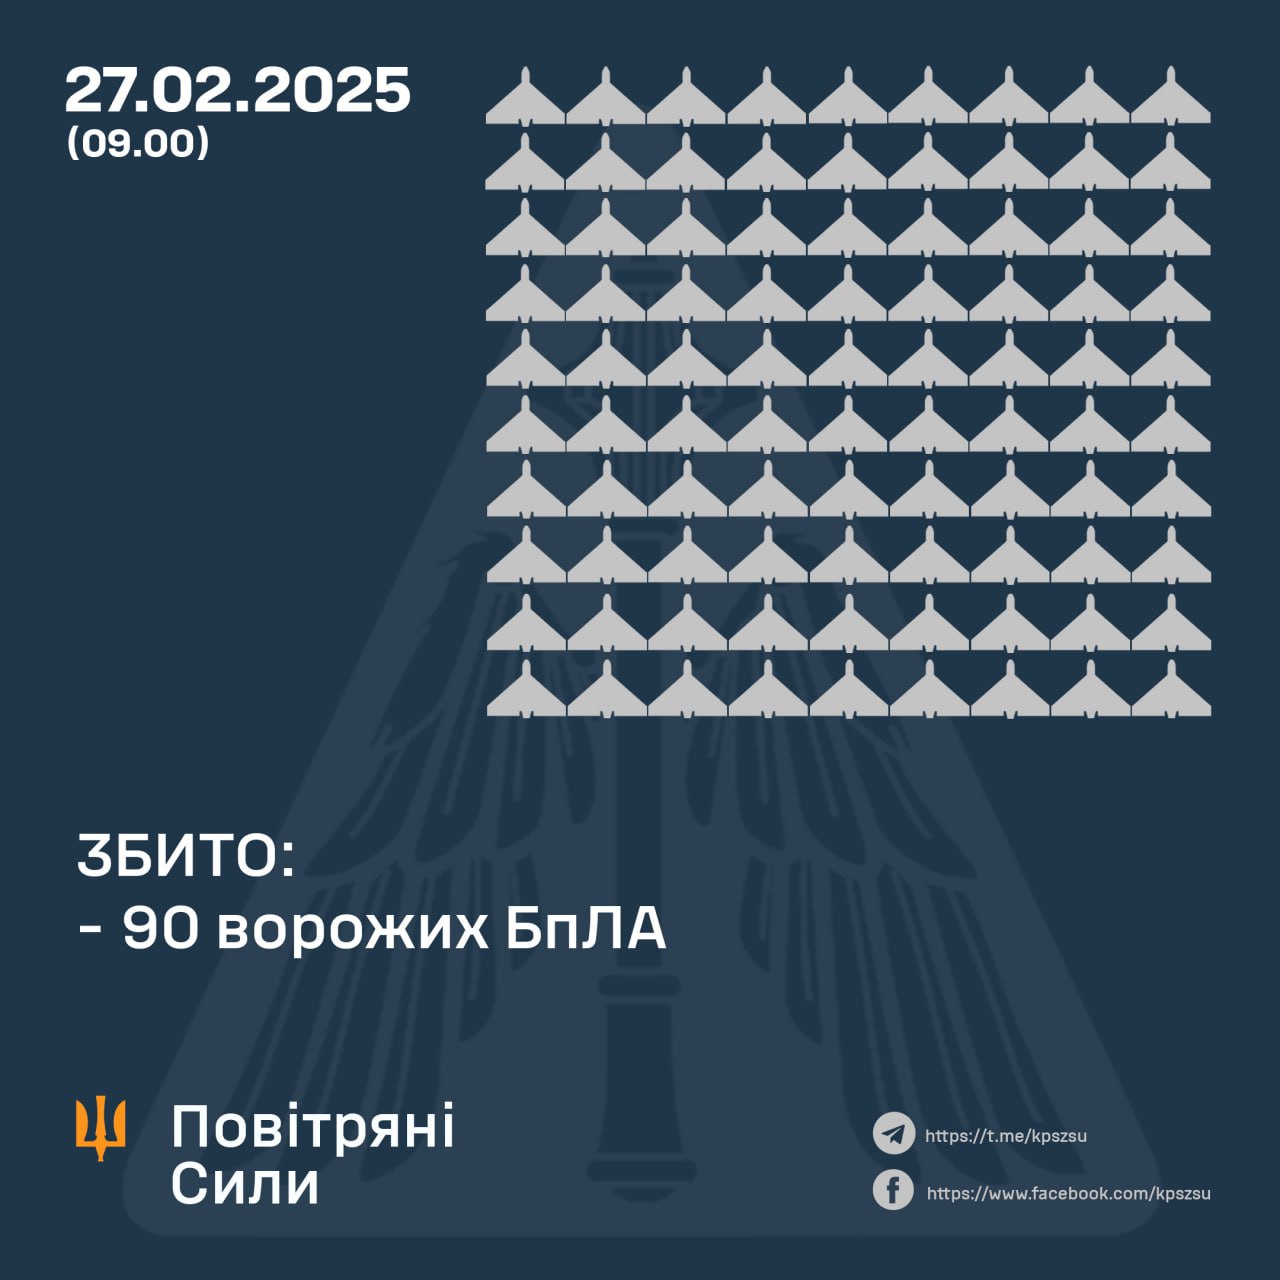 27.02.2025
(09.00)
ЗБИТО:
- 90 ворожих БпЛА
Повітряні
Сили
https://t.me/kpszsu
https://www.facebook.com/kpszsu